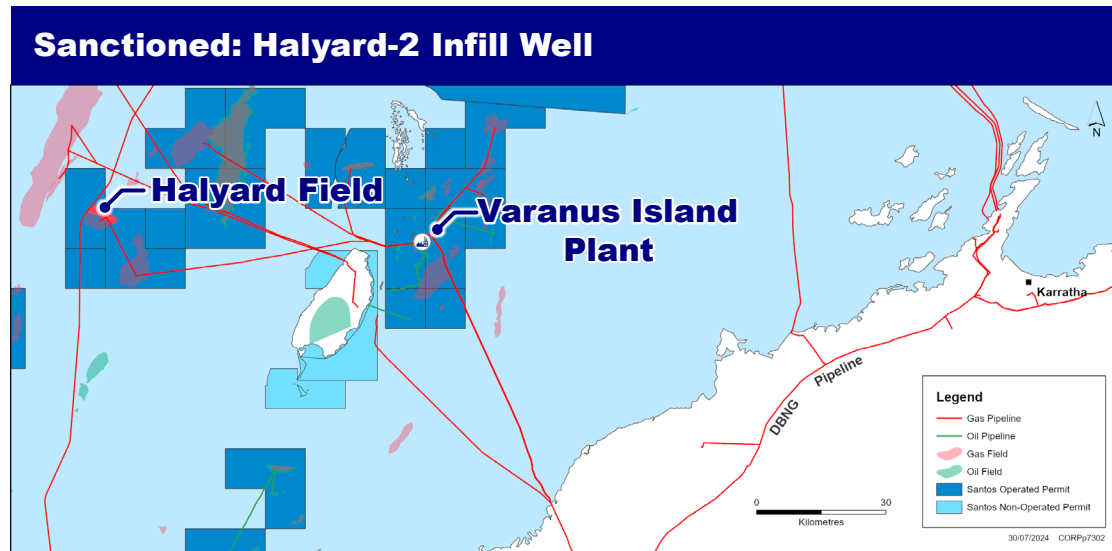 Sanctioned: Halyard-2 Infill Well
N
Halyard Field
Varanus Island
Plant
Karratha
DBNG Pipeline
Legend
Gas Pipeline
Oil Pipeline
Gas Field
Oil Field
Santos Operated Permit
Santos Non-Operated Permit
0 30
Kilometres
30/07/2024 CORPp7302